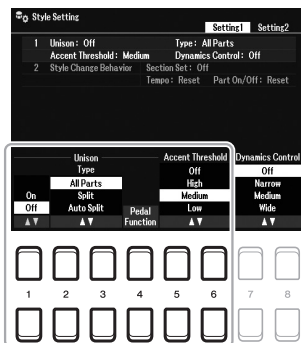 Style Setting
Setting1 Setting2
1 Unison: Off Type: All Parts
Accent Threshold: Medium Dynamics Control: Off
2 Style Change Behavior Section Set: Off
Tempo: Reset Part On/Off: Reset
Unison Accent Threshold Dynamics Control
Type Off Off
All Parts High Narrow
On Split Medium Medium
Off Auto Split Pedal Function Low Wide
1 2 3 4 5 6 7 8